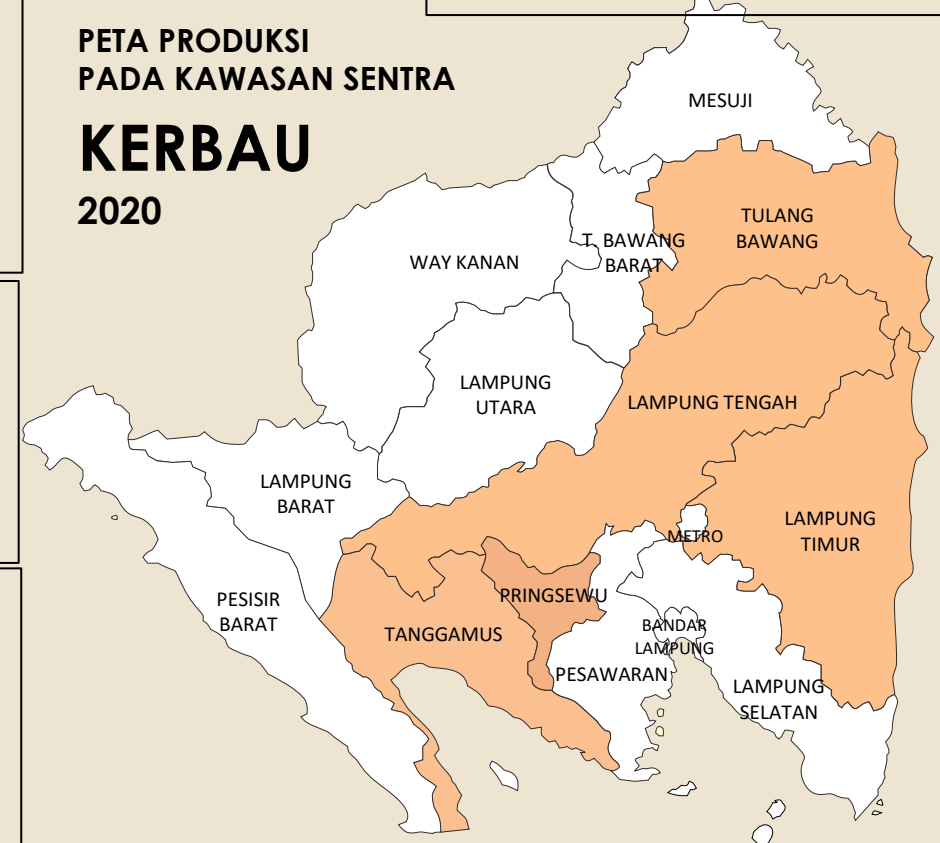 PETA PRODUKSI
PADA KAWASAN SENTRA
KERBAU
2020
MESUJI
TULANG
BAWANG
T. BAWANG
BARAT
WAY KANAN
LAMPUNG
UTARA
LAMPUNG TENGAH
LAMPUNG
BARAT
LAMPUNG
TIMUR
METRO
PESISIR
BARAT
PRINGSEWU
TANGGAMUS
BANDAR
LAMPUNG
PESAWARAN
LAMPUNG
SELATAN